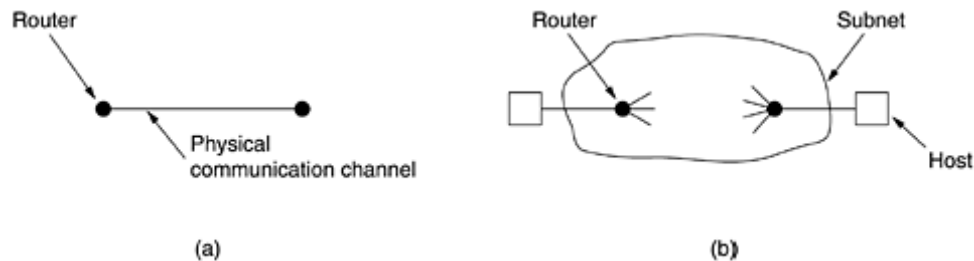 Router
Physical
communication channel
(a)
Router
Subnet
Host
(b)